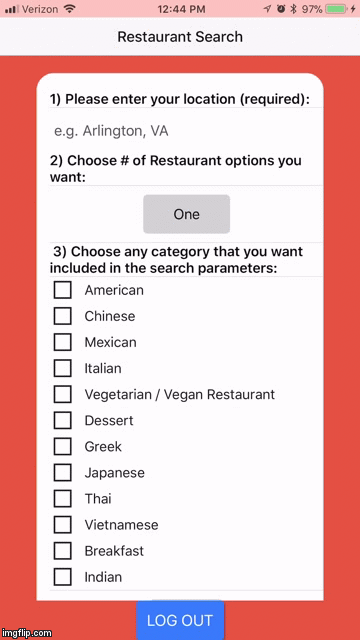 Verizon 12:44 PM 97%
Restaurant Search
1) Please enter your location (required):
e.g. Arlington, VA
2) Choose # of Restaurant options you
want:
One
3) Choose any category that you want
included in the search parameters:
American
Chinese
Mexican
Italian
Vegetarian / Vegan Restaurant
Dessert
Greek
Japanese
Thai
Vietnamese
Breakfast
Indian
LOG OUT
imgflip.com